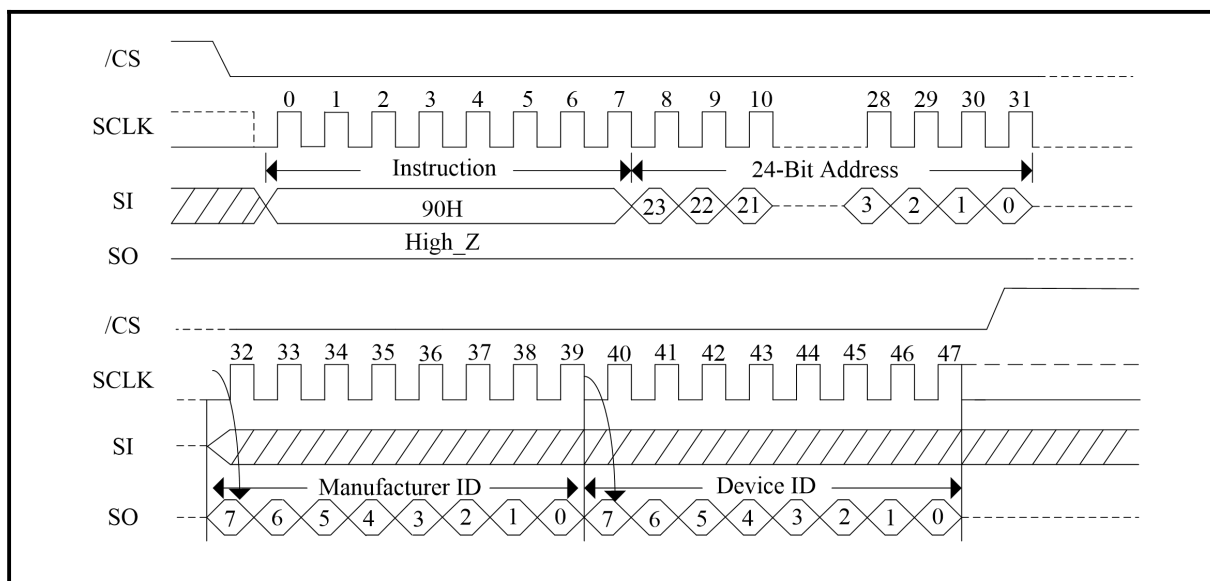 /CS
0 1 2 3 4 5 6 7 8 9 10 28 29 30 31
SCLK
Instruction 24-Bit Address
SI 90H 23 22 21 3 2 1 0
High_Z
SO
/CS
32 33 34 35 36 37 38 39 40 41 42 43 44 45 46 47
SCLK
SI
Manufacturer ID Device ID
SO 7 6 5 4 3 2 1 0 7 6 5 4 3 2 1 0